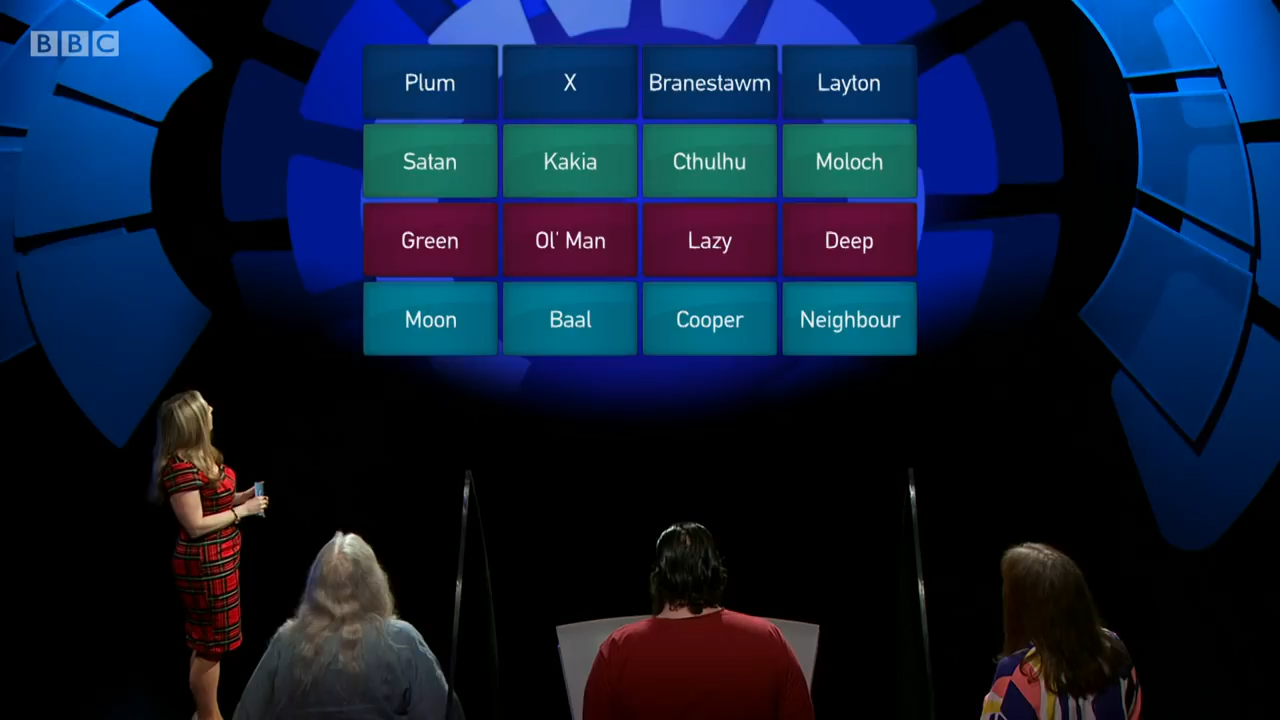 BBC
Plum X Branestawm Layton
Satan Kakia Cthulhu Moloch
Green Ol' Man Lazy Deep
Moon Baal Cooper Neighbour